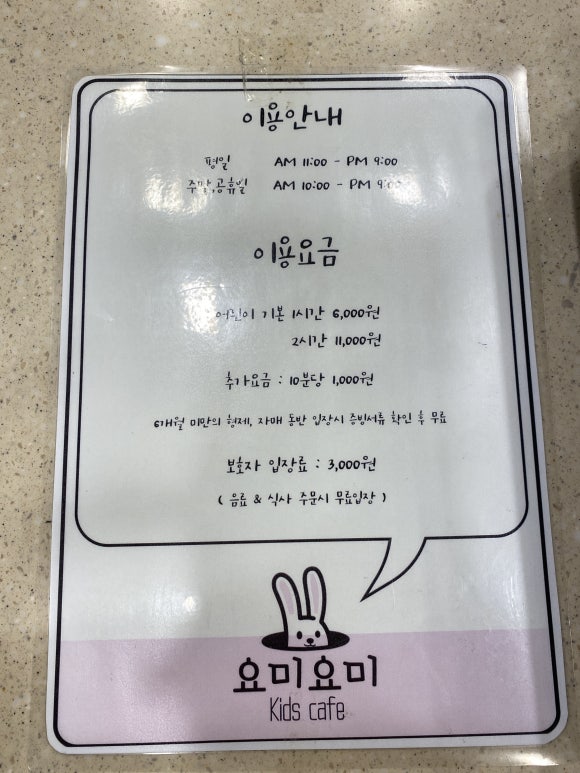 이용안내
평일 AM 11:00 - PM 9:00
주말,공휴일 AM 10:00 - PM 9:00
이용요금
어린이 기본 1시간 6,000원
2시간 11,000원
추가요금 : 10분당 1,000원
6개월 미만의 형제, 자매 동반 입장시 증빙서류 확인 후 무료
보호자 입장료 : 3,000원
( 음료 & 식사 주문시 무료입장 )
요미요미
Kids cafe